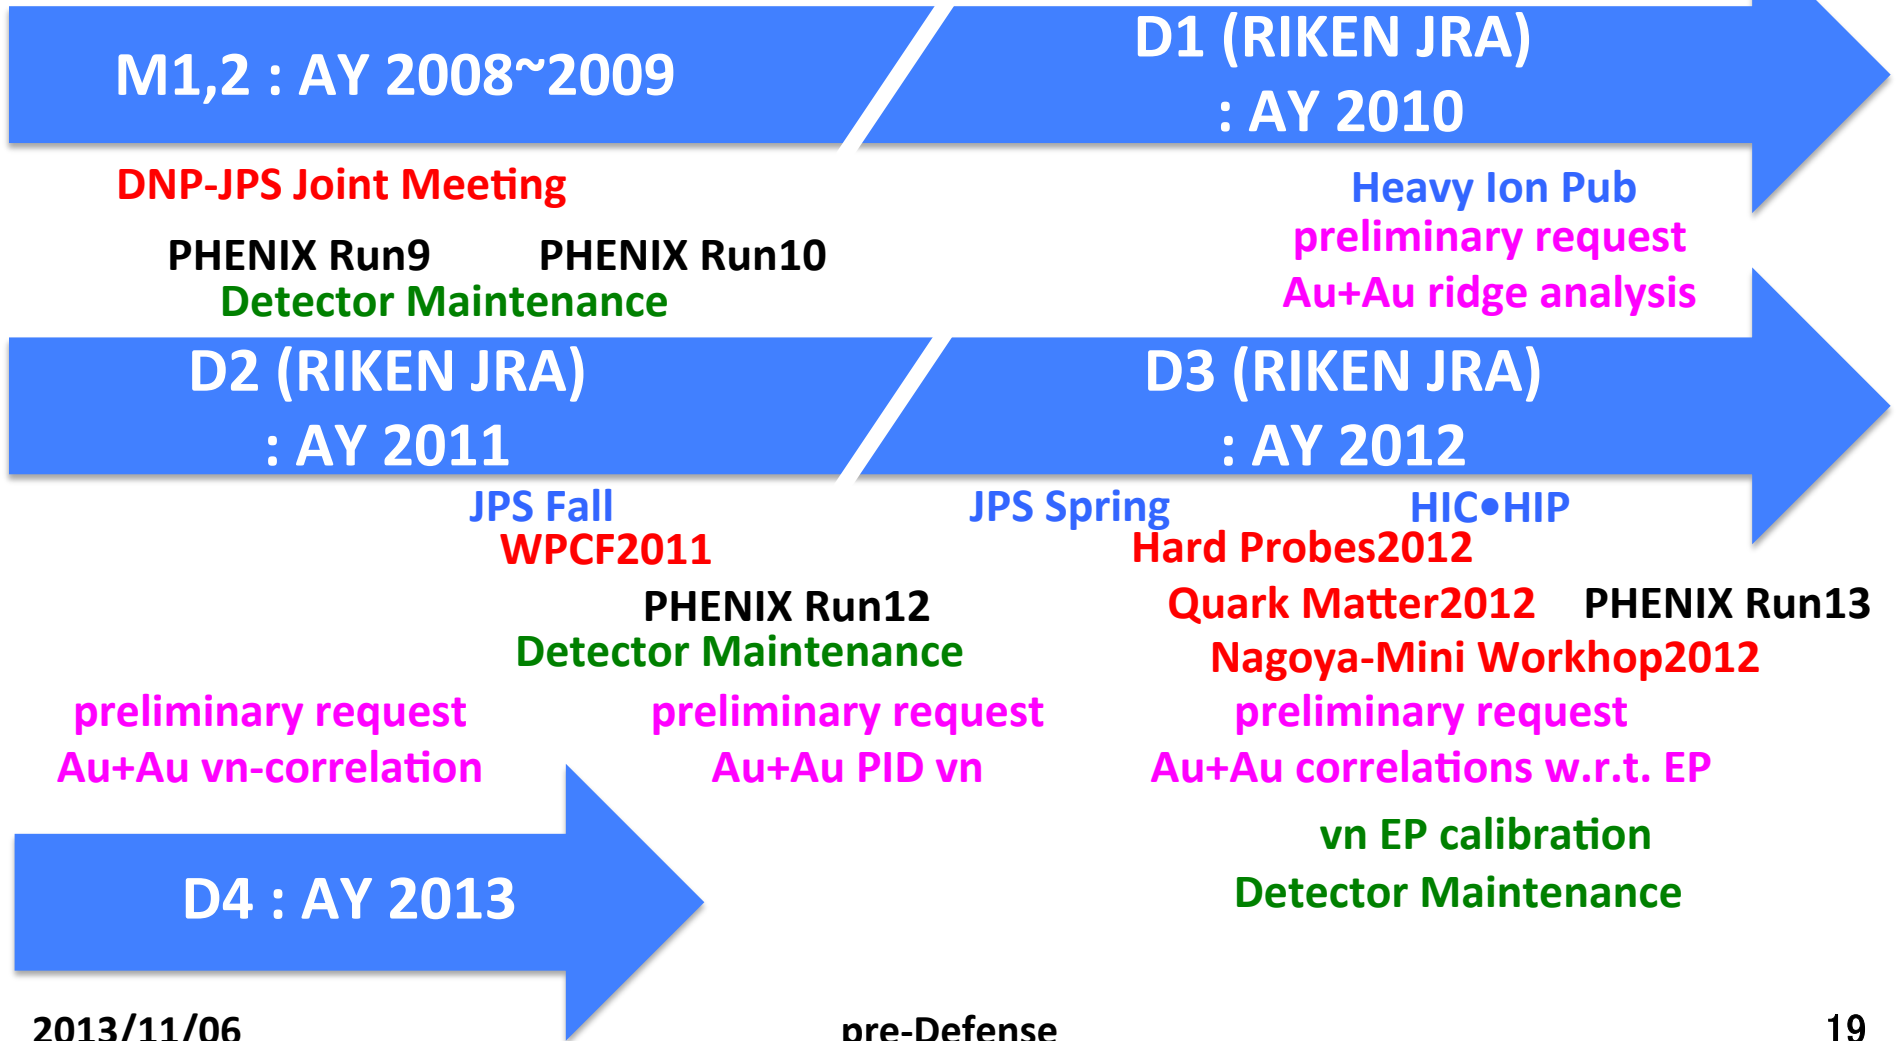 M1,2 : AY 2008~2009
D1 (RIKEN JRA)
: AY 2010
DNP-JPS Joint Meeting
PHENIX Run9
PHENIX Run10
Detector Maintenance
Heavy Ion Pub
preliminary request
Au+Au ridge analysis
D2 (RIKEN JRA)
: AY 2011
D3 (RIKEN JRA)
: AY 2012
JPS Fall
WPCF2011
PHENIX Run12
Detector Maintenance
JPS Spring
HIC•HIP
Hard Probes2012
Quark Matter2012
PHENIX Run13
Nagoya-Mini Workhop2012
preliminary request
Au+Au vn-correlation
preliminary request
Au+Au PID vn
preliminary request
Au+Au correlations w.r.t. EP
vn EP calibration
Detector Maintenance
D4 : AY 2013
2013/11/06
pre-Defense
19